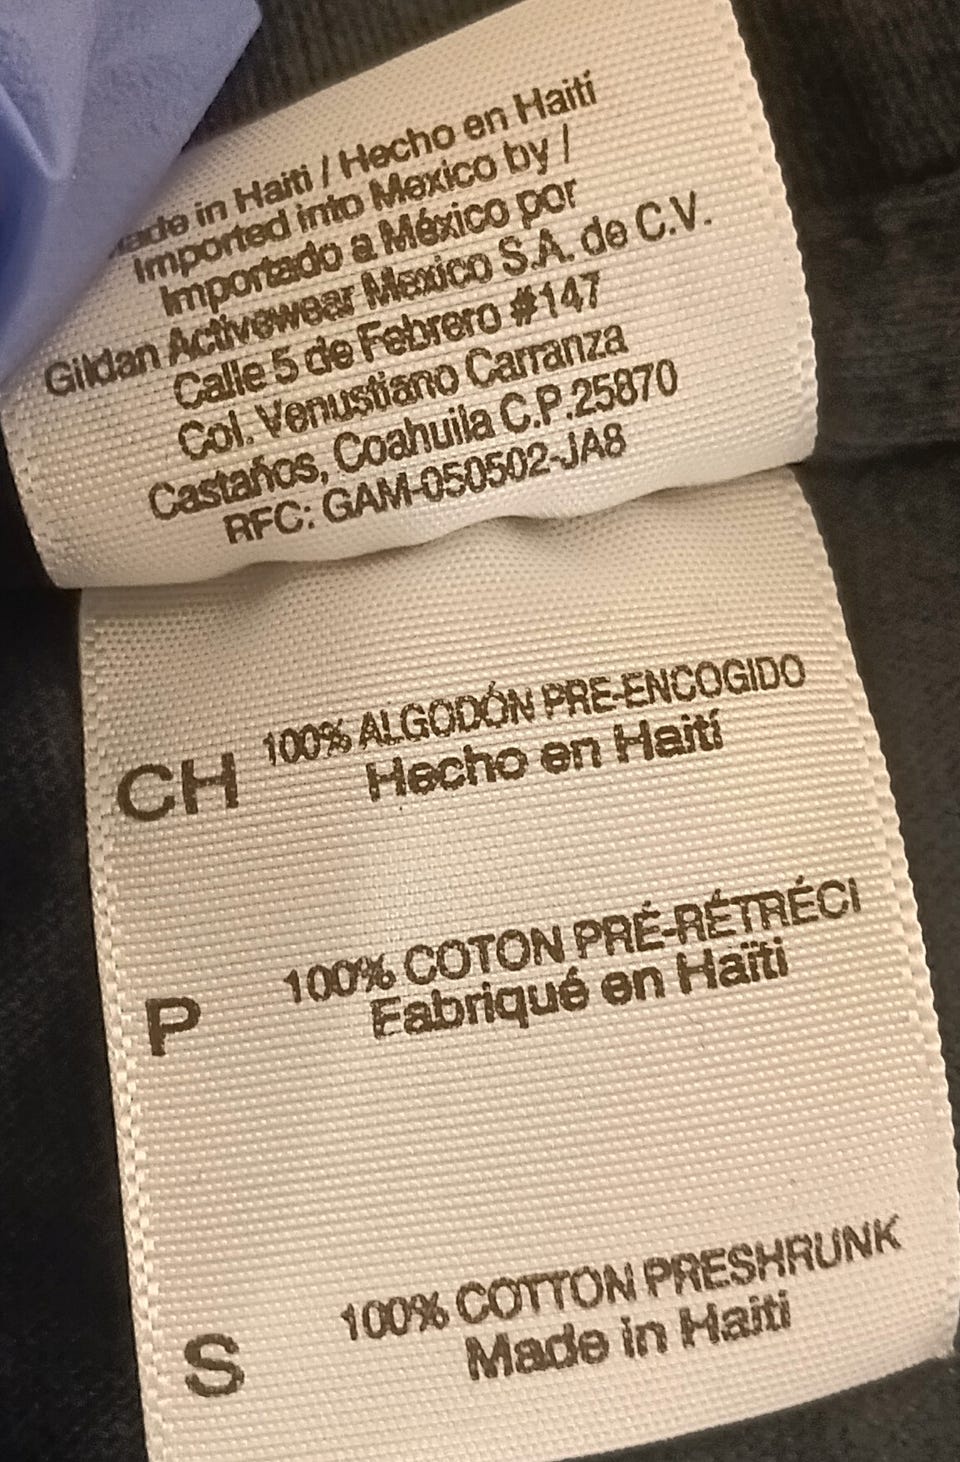 Made in Haiti / Hecho en Haití
Imported into Mexico by /
Importado a México por
Gildan Activewear Mexico S.A. de C.V.
Calle 5 de Febrero #147
Col. Venustiano Carranza
Castaños, Coahuila C.P.25870
RFC: GAM-050502-JA8
CH 100% ALGODÓN PRE-ENCOGIDO
Hecho en Haití
100% COTON PRÉ-RÉTRÉCI
P Fabriqué en Haïti
100% COTTON PRESHRUNK
S Made in Haiti